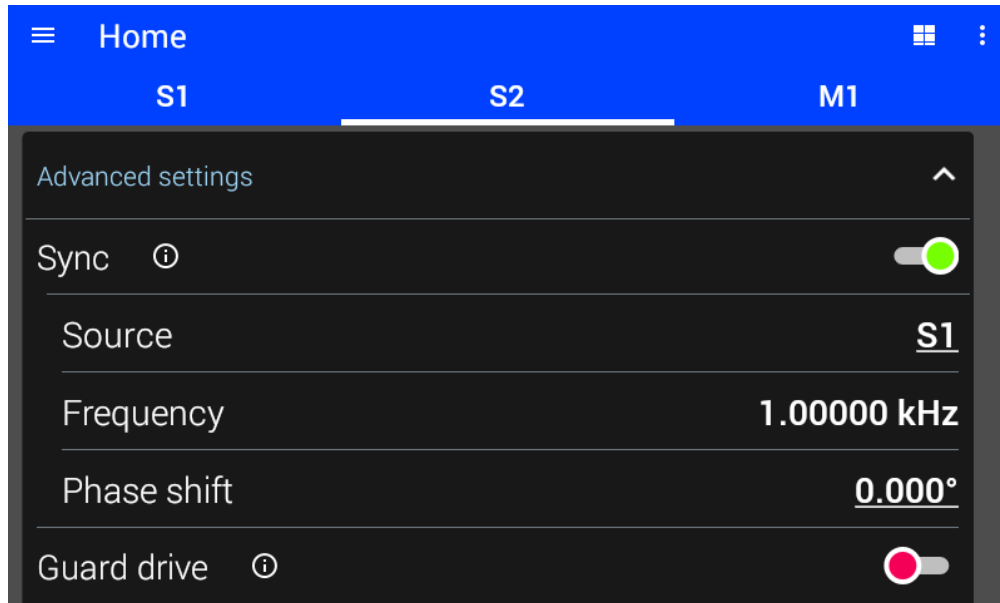 Home
S1 S2 M1
Advanced settings
Sync
Source S1
Frequency 1.00000 kHz
Phase shift 0.000°
Guard drive